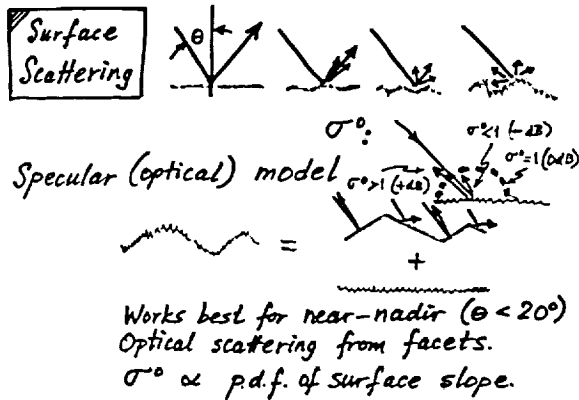 Surface
Scattering
θ
σ°:
σ°<1 (-dB)
σ°=1 (0dB)
Specular (optical) model
σ°>1 (+dB)
=
+
Works best for near-nadir (θ < 20°)
Optical scattering from facets.
σ° ∝ p.d.f. of surface slope.